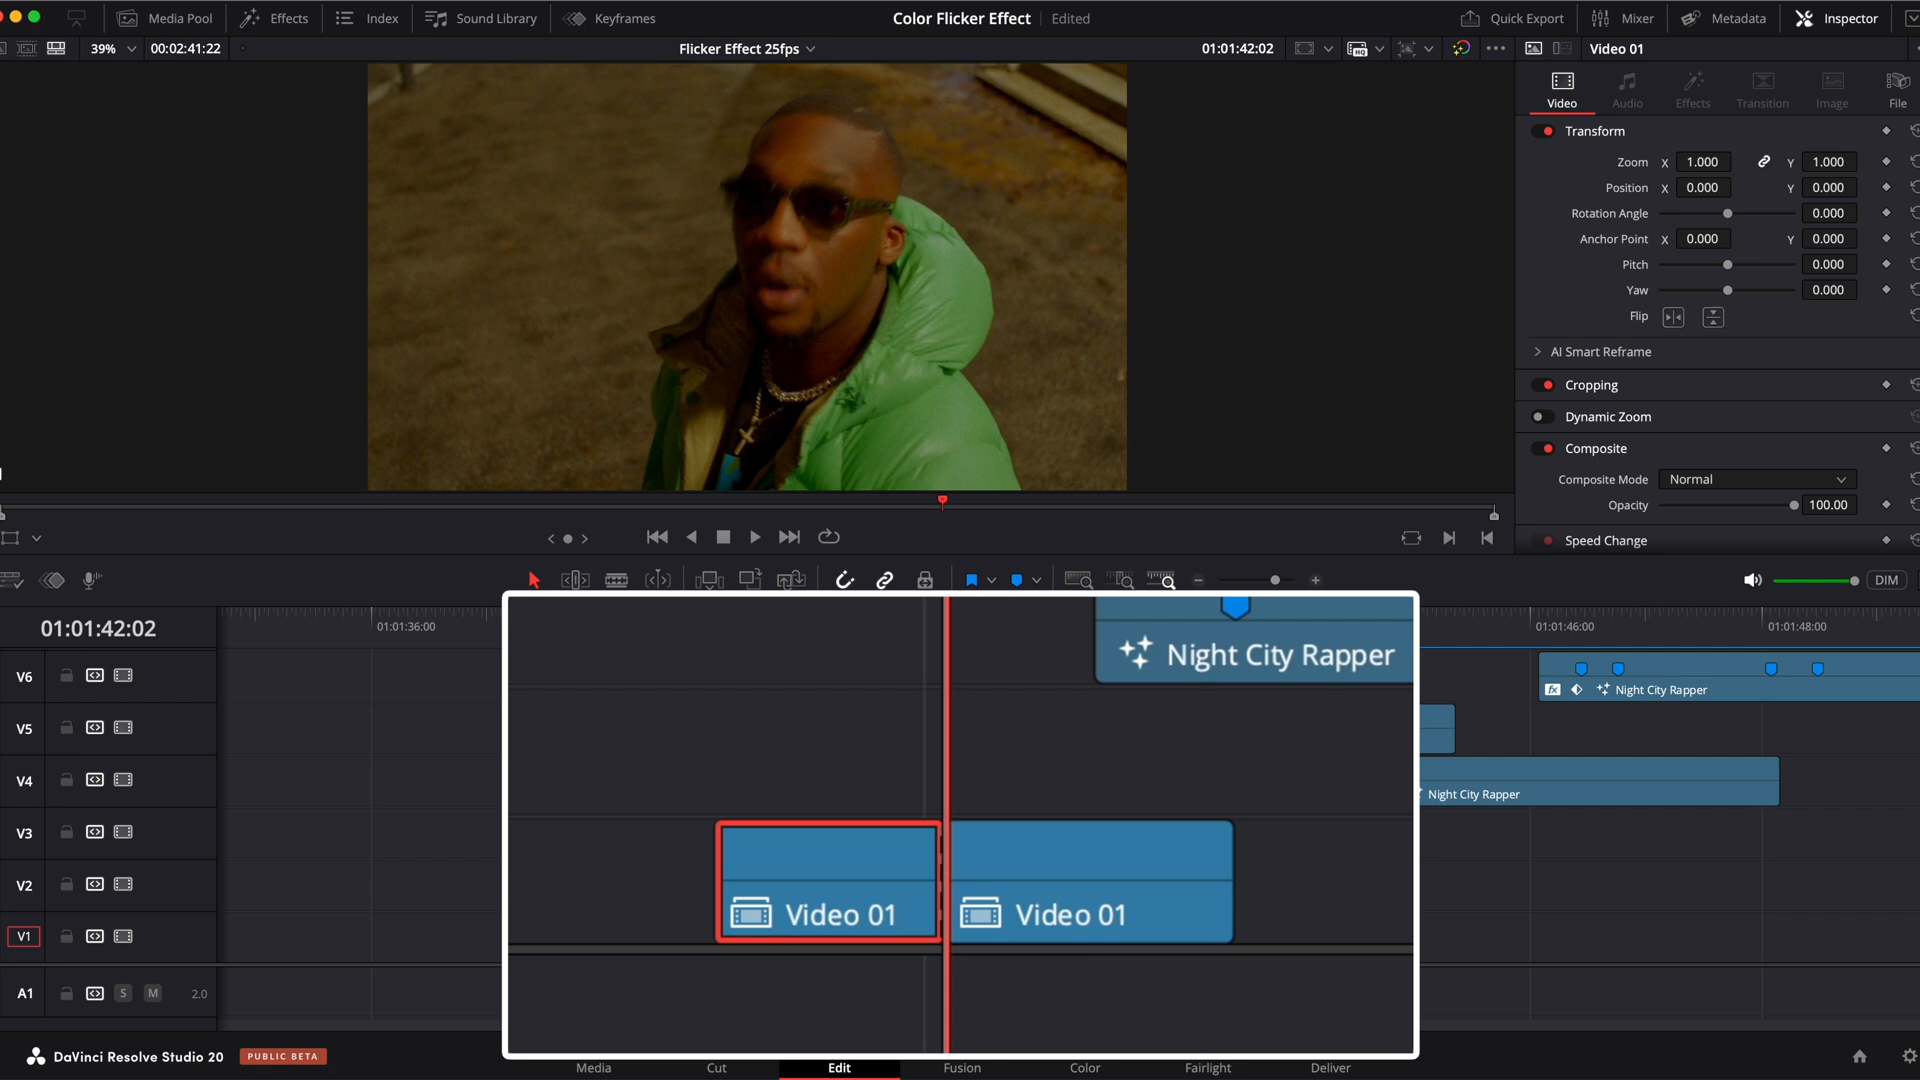 Media Pool Effects Index Sound Library Keyframes Color Flicker Effect Edited Quick Export Mixer Metadata Inspector
39% 00:02:41:22 Flicker Effect 25fps 01:01:42:02 HQ Video 01
Video Audio Effects Transition Image File
Transform
Zoom X 1.000 Y 1.000
Position X 0.000 Y 0.000
Rotation Angle 0.000
Anchor Point X 0.000 Y 0.000
Pitch 0.000
Yaw 0.000
Flip
AI Smart Reframe
Cropping
Dynamic Zoom
Composite
Composite Mode Normal
Opacity 100.00
Speed Change
DIM
01:01:42:02 01:01:36:00 01:01:46:00 01:01:48:00
Night City Rapper
V6 fx Night City Rapper
V5
V4 Night City Rapper
V3
V2 Video 01 Video 01
V1
A1 S M 2.0
DaVinci Resolve Studio 20 PUBLIC BETA
Media Cut Edit Fusion Color Fairlight Deliver